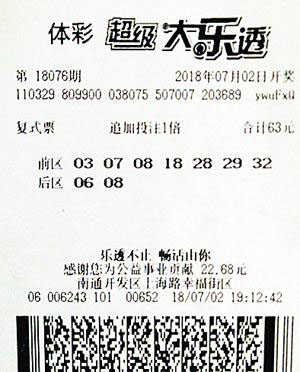 体彩 超级大乐透
第 18076期 2018年07月02日开奖
110329 809900 038075 507007 203689 ywuFxU
复式票 追加投注1倍 合计63元
前区 03 07 08 18 28 29 32
后区 06 08
乐透不止 畅活由你
感谢您为公益事业贡献 22.68元
南通开发区上海路幸福街区
06 006243 101 00652 18/07/02 19:12:42